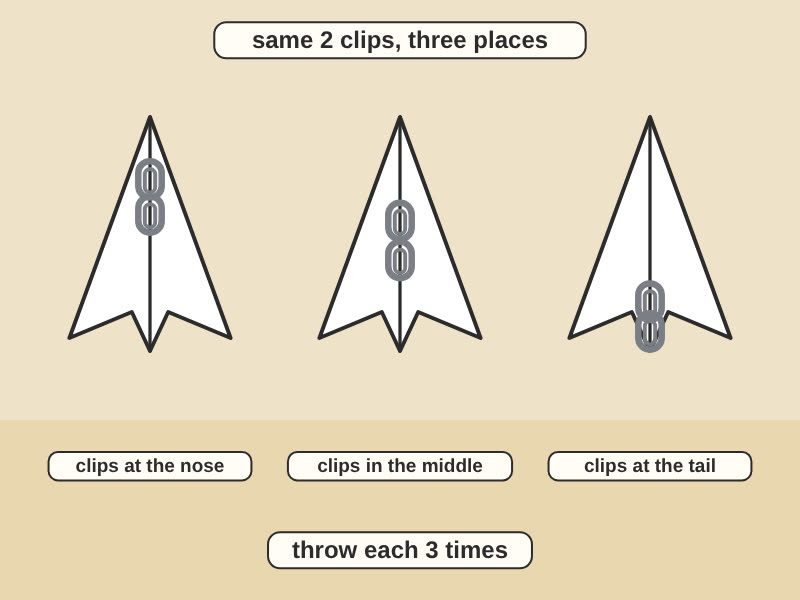 same 2 clips, three places
clips at the nose
clips in the middle
clips at the tail
throw each 3 times